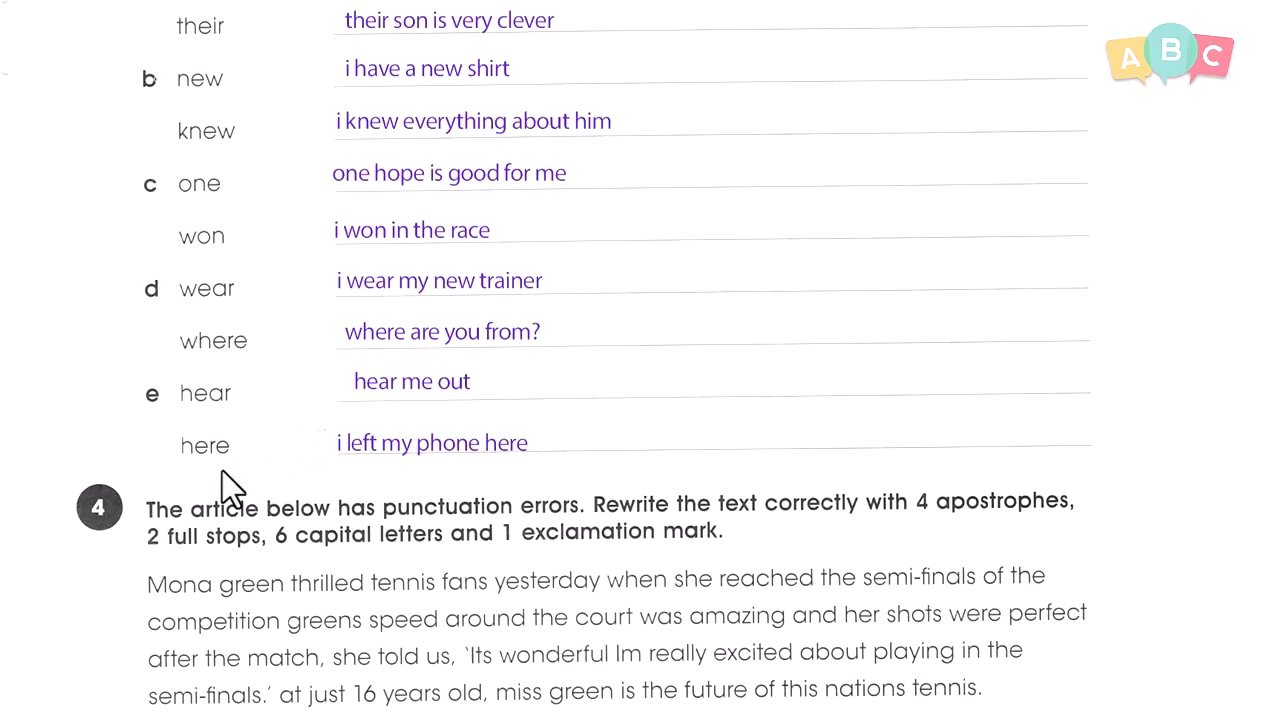 their their son is very clever
A B C
b new i have a new shirt
knew i knew everything about him
c one one hope is good for me
won i won in the race
d wear i wear my new trainer
where where are you from?
e hear hear me out
here i left my phone here
4 The article below has punctuation errors. Rewrite the text correctly with 4 apostrophes,
2 full stops, 6 capital letters and 1 exclamation mark.
Mona green thrilled tennis fans yesterday when she reached the semi-finals of the
competition greens speed around the court was amazing and her shots were perfect
after the match, she told us, ‘Its wonderful Im really excited about playing in the
semi-finals.’ at just 16 years old, miss green is the future of this nations tennis.